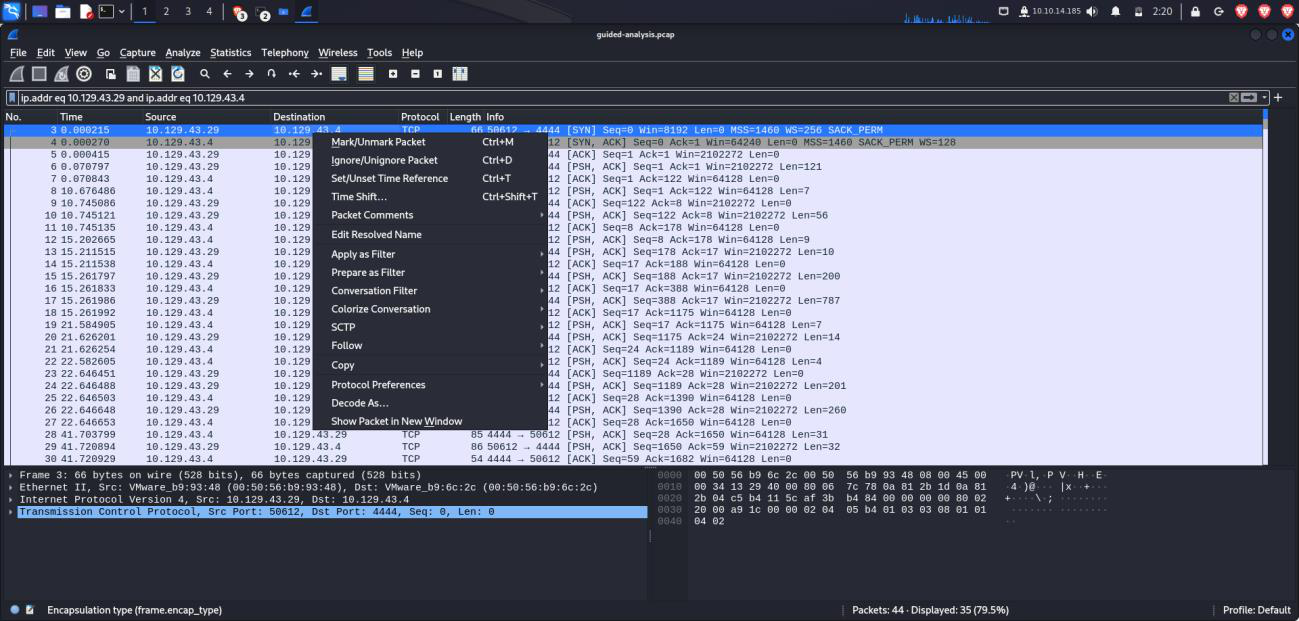 1 2 3 4 3 2 10.10.14.185 2:20
guided-analysis.pcap
File Edit View Go Capture Analyze Statistics Telephony Wireless Tools Help
ip.addr eq 10.129.43.29 and ip.addr eq 10.129.43.4
No. Time Source Destination Protocol Length Info
3 0.000215 10.129.43.29 10.129.43.4 TCP 66 50612 → 4444 [SYN] Seq=0 Win=8192 Len=0 MSS=1460 WS=256 SACK_PERM
4 0.000270 10.129.43.4 10.129 12 [SYN, ACK] Seq=0 Ack=1 Win=64240 Len=0 MSS=1460 SACK_PERM WS=128
5 0.000415 10.129.43.29 10.129 44 [ACK] Seq=1 Ack=1 Win=2102272 Len=0
6 0.070797 10.129.43.29 10.129 44 [PSH, ACK] Seq=1 Ack=1 Win=2102272 Len=121
7 0.070843 10.129.43.4 10.129 12 [ACK] Seq=1 Ack=122 Win=64128 Len=0
8 10.676486 10.129.43.4 10.129 12 [PSH, ACK] Seq=1 Ack=122 Win=64128 Len=7
9 10.745086 10.129.43.29 10.129 44 [ACK] Seq=122 Ack=8 Win=2102272 Len=0
10 10.745121 10.129.43.29 10.129 44 [PSH, ACK] Seq=122 Ack=8 Win=2102272 Len=56
11 10.745135 10.129.43.4 10.129 12 [ACK] Seq=8 Ack=178 Win=64128 Len=0
12 15.202665 10.129.43.4 10.129 12 [PSH, ACK] Seq=8 Ack=178 Win=64128 Len=9
13 15.211515 10.129.43.29 10.129 44 [PSH, ACK] Seq=178 Ack=17 Win=2102272 Len=10
14 15.211538 10.129.43.4 10.129 12 [ACK] Seq=17 Ack=188 Win=64128 Len=0
15 15.261797 10.129.43.29 10.129 44 [PSH, ACK] Seq=188 Ack=17 Win=2102272 Len=200
16 15.261833 10.129.43.4 10.129 12 [ACK] Seq=17 Ack=388 Win=64128 Len=0
17 15.261986 10.129.43.29 10.129 44 [PSH, ACK] Seq=388 Ack=17 Win=2102272 Len=787
18 15.261992 10.129.43.4 10.129 12 [ACK] Seq=17 Ack=1175 Win=64128 Len=0
19 21.584905 10.129.43.4 10.129 12 [PSH, ACK] Seq=17 Ack=1175 Win=64128 Len=7
20 21.626201 10.129.43.29 10.129 44 [PSH, ACK] Seq=1175 Ack=24 Win=2102272 Len=14
21 21.626254 10.129.43.4 10.129 12 [ACK] Seq=24 Ack=1189 Win=64128 Len=0
22 22.582605 10.129.43.4 10.129 12 [PSH, ACK] Seq=24 Ack=1189 Win=64128 Len=4
23 22.646451 10.129.43.29 10.129 44 [ACK] Seq=1189 Ack=28 Win=2102272 Len=0
24 22.646488 10.129.43.29 10.129 44 [PSH, ACK] Seq=1189 Ack=28 Win=2102272 Len=201
25 22.646503 10.129.43.4 10.129 12 [ACK] Seq=28 Ack=1390 Win=64128 Len=0
26 22.646648 10.129.43.29 10.129 44 [PSH, ACK] Seq=1390 Ack=28 Win=2102272 Len=260
27 22.646653 10.129.43.4 10.129 12 [ACK] Seq=28 Ack=1650 Win=64128 Len=0
28 41.703799 10.129.43.4 10.129.43.29 TCP 85 4444 → 50612 [PSH, ACK] Seq=28 Ack=1650 Win=64128 Len=31
29 41.720894 10.129.43.29 10.129.43.4 TCP 86 50612 → 4444 [PSH, ACK] Seq=1650 Ack=59 Win=2102272 Len=32
30 41.720929 10.129.43.4 10.129.43.29 TCP 54 4444 → 50612 [ACK] Seq=59 Ack=1682 Win=64128 Len=0
Mark/Unmark Packet Ctrl+M
Ignore/Unignore Packet Ctrl+D
Set/Unset Time Reference Ctrl+T
Time Shift... Ctrl+Shift+T
Packet Comments
Edit Resolved Name
Apply as Filter
Prepare as Filter
Conversation Filter
Colorize Conversation
SCTP
Follow
Copy
Protocol Preferences
Decode As...
Show Packet in New Window
Frame 3: 66 bytes on wire (528 bits), 66 bytes captured (528 bits)
Ethernet II, Src: VMware_b9:93:48 (00:50:56:b9:93:48), Dst: VMware_b9:6c:2c (00:50:56:b9:6c:2c)
Internet Protocol Version 4, Src: 10.129.43.29, Dst: 10.129.43.4
Transmission Control Protocol, Src Port: 50612, Dst Port: 4444, Seq: 0, Len: 0
0000 00 50 56 b9 6c 2c 00 50 56 b9 93 48 08 00 45 00 ·PV·l,·P V··H··E·
0010 00 34 13 29 40 00 80 06 7c 78 0a 81 2b 1d 0a 81 ·4·)@··· |x··+···
0020 2b 04 c5 b4 11 5c af 3b b4 84 00 00 00 00 80 02 +····\·; ········
0030 20 00 a9 1c 00 00 02 04 05 b4 01 03 03 08 01 01 ······· ········
0040 04 02 ··
Encapsulation type (frame.encap_type) Packets: 44 · Displayed: 35 (79.5%) Profile: Default